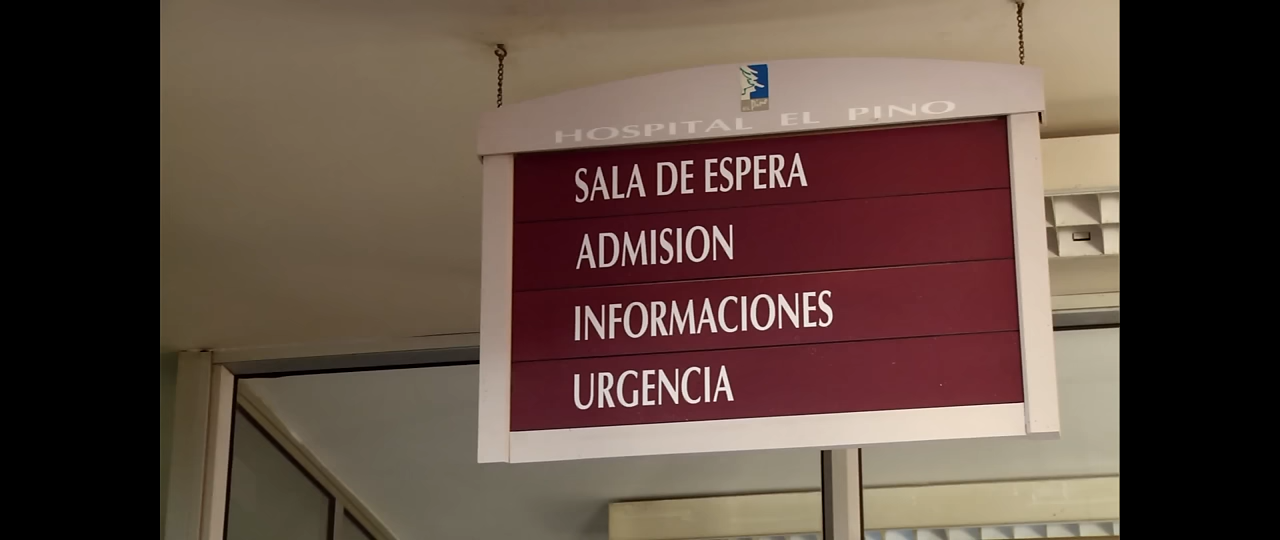 HOSPITAL EL PINO
SALA DE ESPERA
ADMISION
INFORMACIONES
URGENCIA